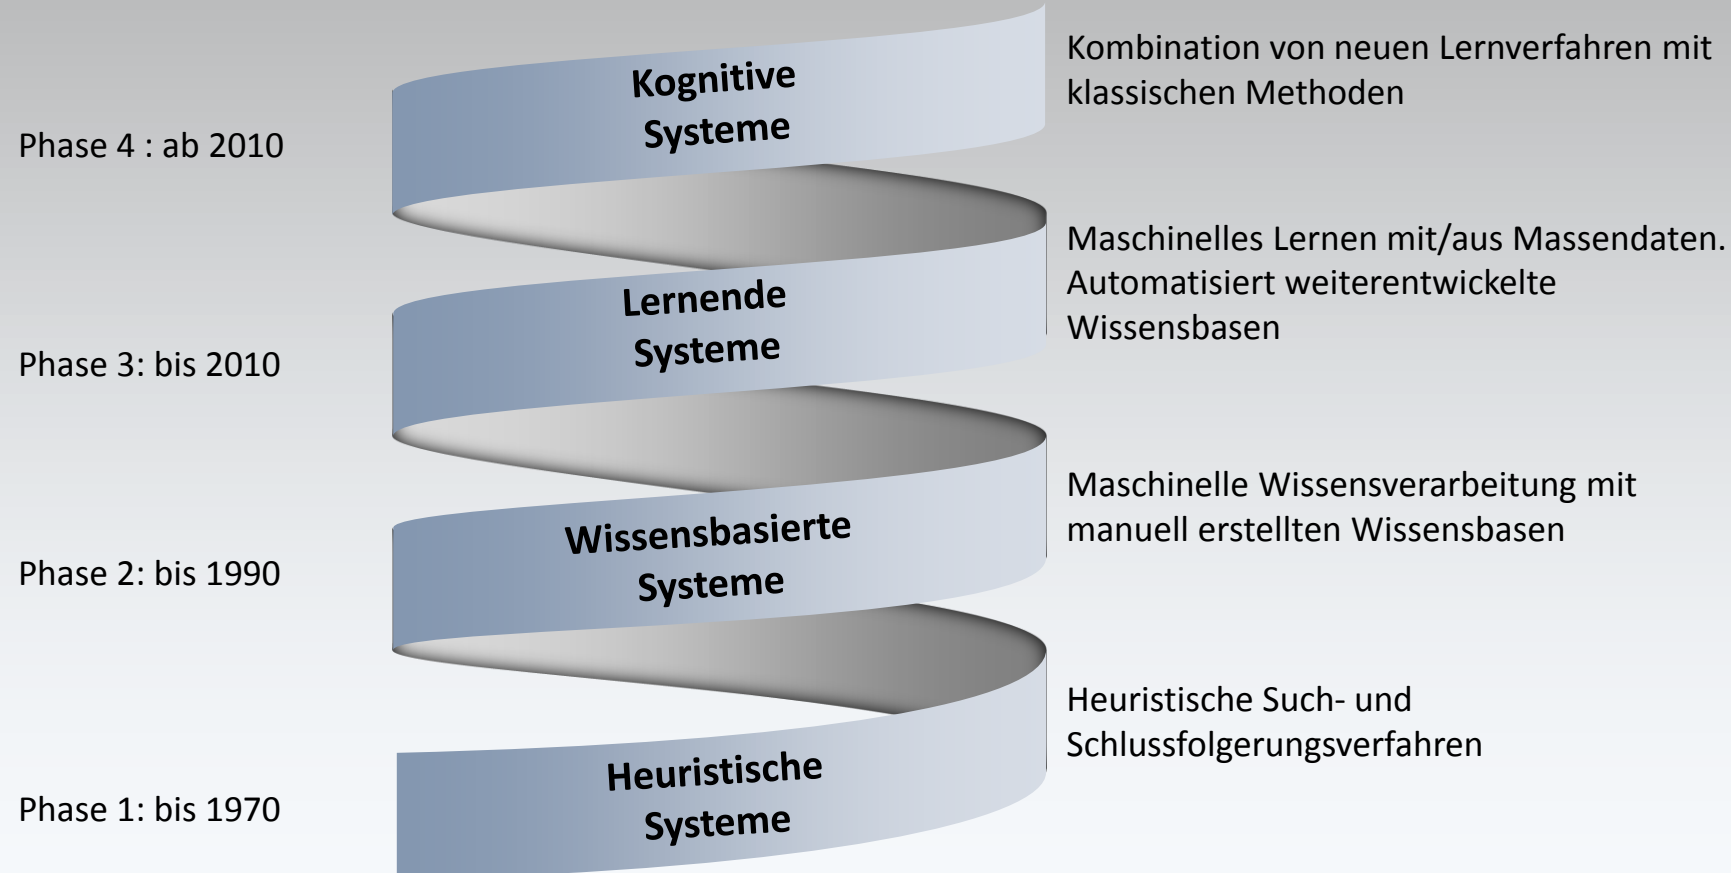 Kognitive
Systeme
Kombination von neuen Lernverfahren mit
klassischen Methoden
Phase 4 : ab 2010
Lernende
Systeme
Maschinelles Lernen mit/aus Massendaten.
Automatisiert weiterentwickelte
Wissensbasen
Phase 3: bis 2010
Wissensbasierte
Systeme
Maschinelle Wissensverarbeitung mit
manuell erstellten Wissensbasen
Phase 2: bis 1990
Heuristische Such- und
Schlussfolgerungsverfahren
Heuristische
Systeme
Phase 1: bis 1970